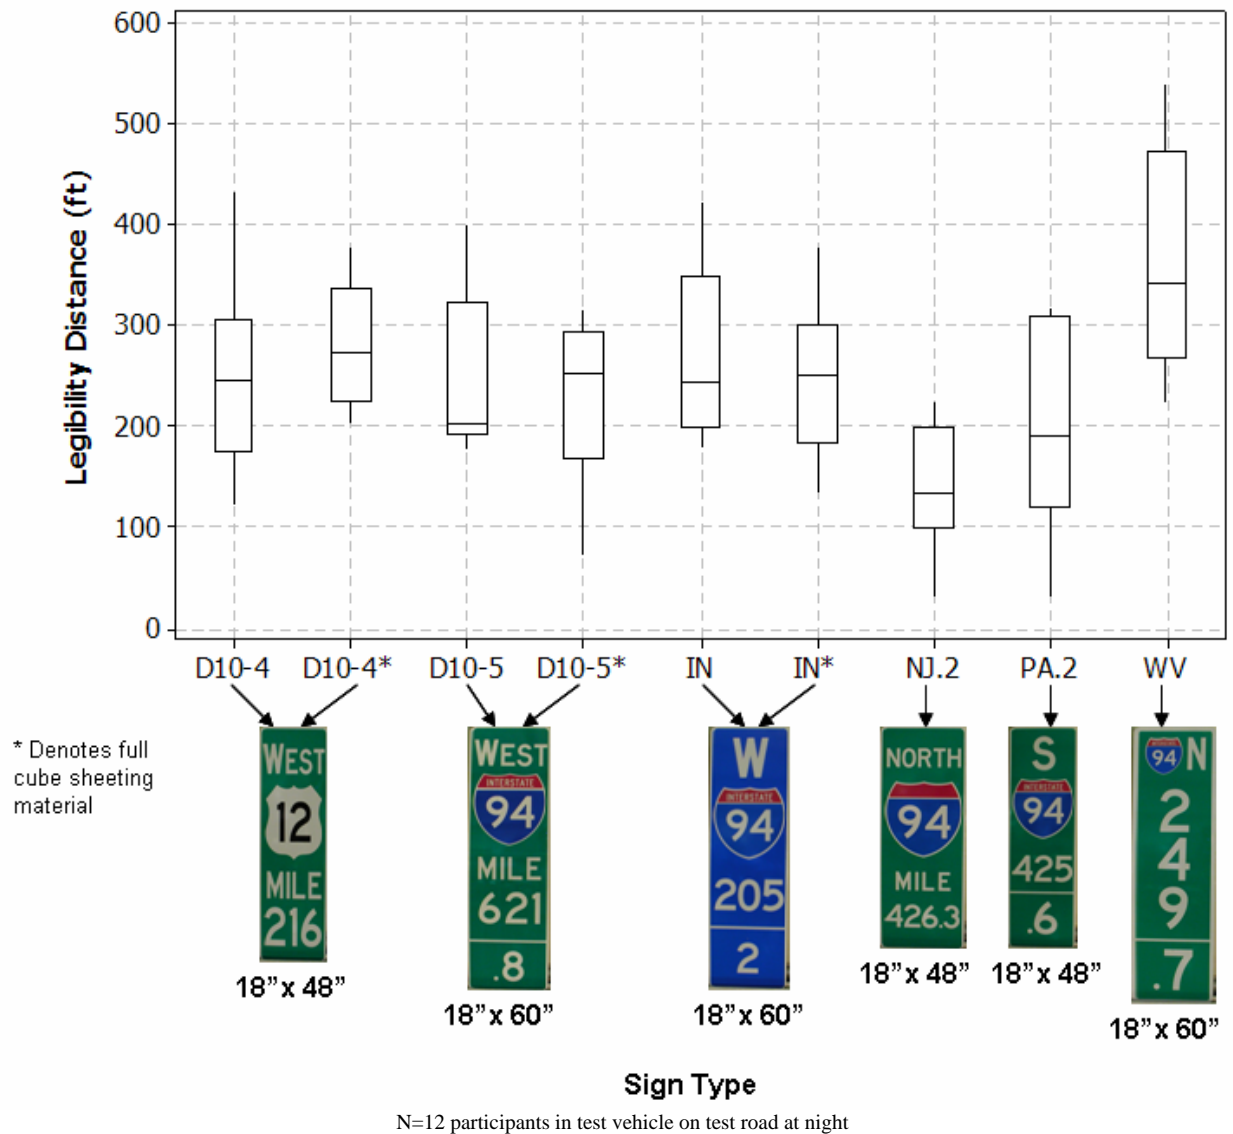 600
500
400
300
200
100
0
Legibility Distance (ft)
D10-4 D10-4* D10-5 D10-5* IN IN* NJ.2 PA.2 WV
* Denotes full
cube sheeting
material
WEST
12
MILE
216
18” x 48”
WEST
INTERSTATE
94
MILE
621
.8
18” x 60”
W
INTERSTATE
94
205
2
18” x 60”
NORTH
94
MILE
426.3
18” x 48”
S
INTERSTATE
94
425
.6
18” x 48”
INTERSTATE
94 N
2
4
9
.7
18” x 60”
Sign Type
N=12 participants in test vehicle on test road at night